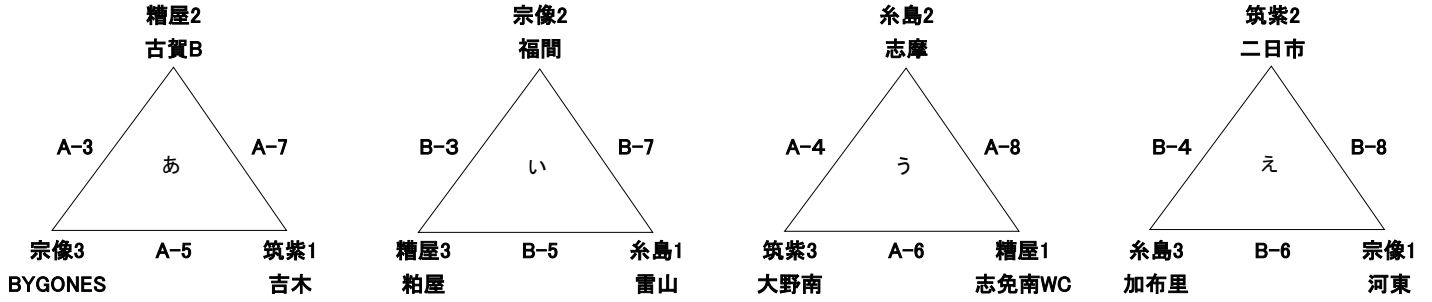 糟屋2 宗像2 糸島2 筑紫2
古賀B 福間 志摩 二日市
A-3 A-7 B-3 B-7 A-4 A-8 B-4 B-8
あ い う え
宗像3 A-5 筑紫1 糟屋3 B-5 糸島1 筑紫3 A-6 糟屋1 糸島3 B-6 宗像1
BYGONES 吉木 粕屋 雷山 大野南 志免南WC 加布里 河東